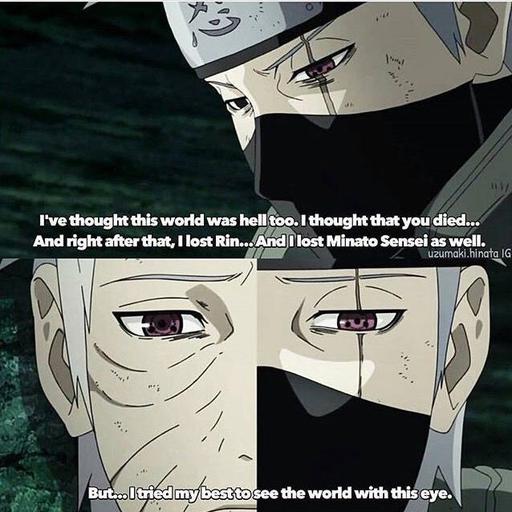 I've thought this world was hell too. I thought that you died...
And right after that, I lost Rin... And I lost Minato Sensei as well.
uzumaki.hinata IG
But... I tried my best to see the world with this eye.